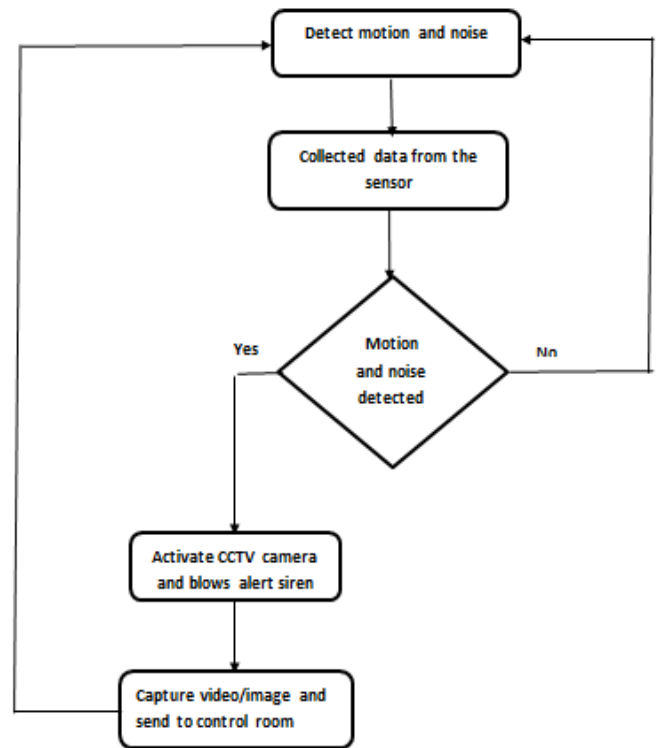 Detect motion and noise
Collected data from the
sensor
Motion
and noise
detected
Yes
No
Activate CCTV camera
and blows alert siren
Capture video/image and
send to control room